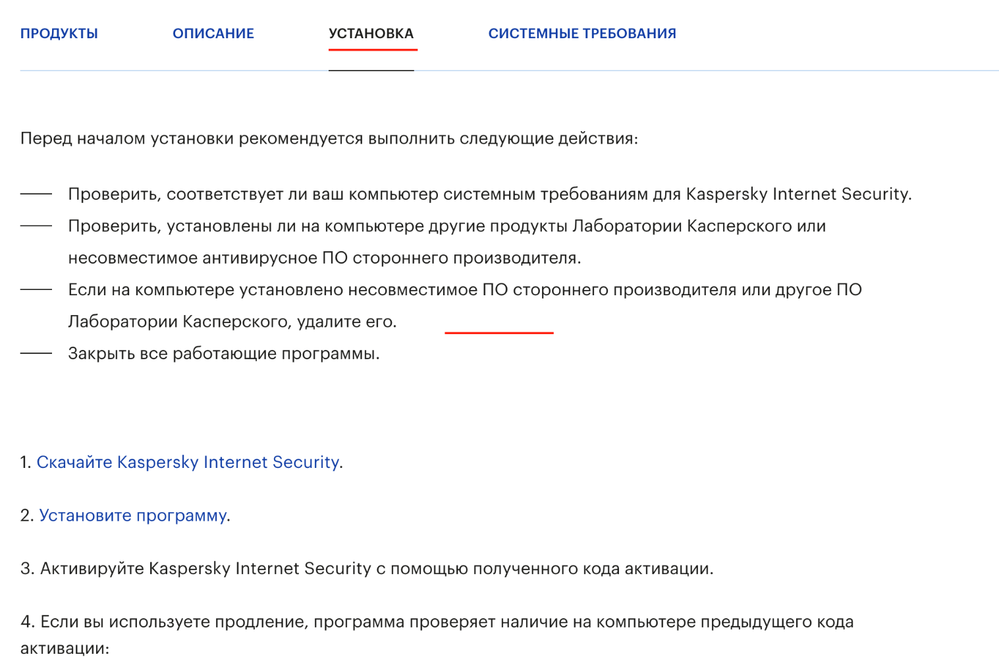 ПРОДУКТЫ ОПИСАНИЕ УСТАНОВКА СИСТЕМНЫЕ ТРЕБОВАНИЯ
Перед началом установки рекомендуется выполнить следующие действия:
Проверить, соответствует ли ваш компьютер системным требованиям для Kaspersky Internet Security.
Проверить, установлены ли на компьютере другие продукты Лаборатории Касперского или
несовместимое антивирусное ПО стороннего производителя.
Если на компьютере установлено несовместимое ПО стороннего производителя или другое ПО
Лаборатории Касперского, удалите его.
Закрыть все работающие программы.
1. Скачайте Kaspersky Internet Security.
2. Установите программу.
3. Активируйте Kaspersky Internet Security с помощью полученного кода активации.
4. Если вы используете продление, программа проверяет наличие на компьютере предыдущего кода
активации: